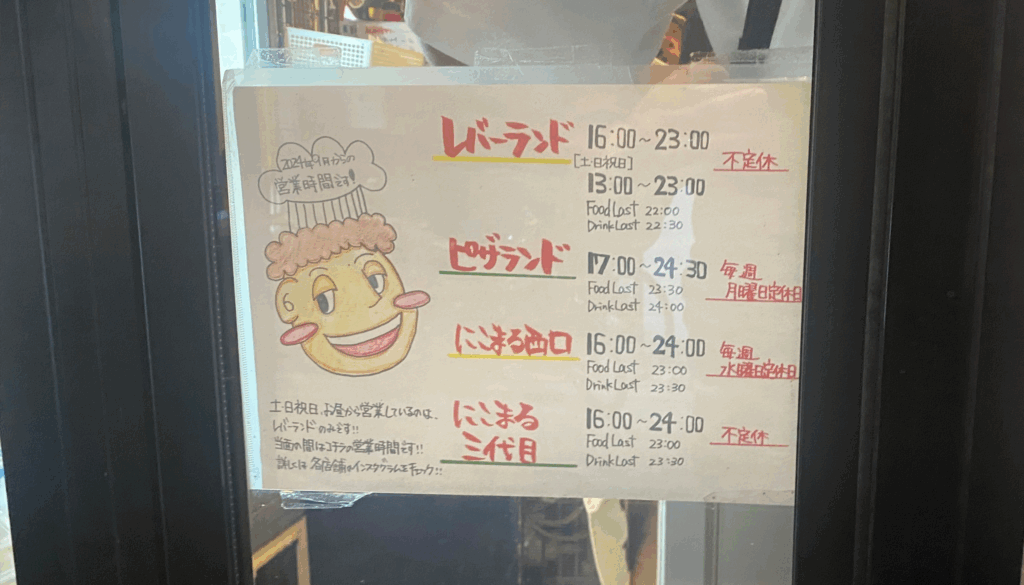 2024年9月からの
営業時間です!
レバーランド
16:00〜23:00
[土・日祝日]
13:00〜23:00
Food Last 22:00
Drink Last 22:30
不定休
ピザランド
17:00〜24:30
Food Last 23:30
Drink Last 24:00
毎週
月曜日定休日
にこまる西口
16:00〜24:00
Food Last 23:00
Drink Last 23:30
毎週
水曜日定休日
にこまる
三代目
16:00〜24:00
Food Last 23:00
Drink Last 23:30
不定休
土・日祝日、お昼から営業しているのは、
レバーランドのみです!!
当面の間はコチラの営業時間です!!
詳しくは各店舗インスタグラムをチェック!!